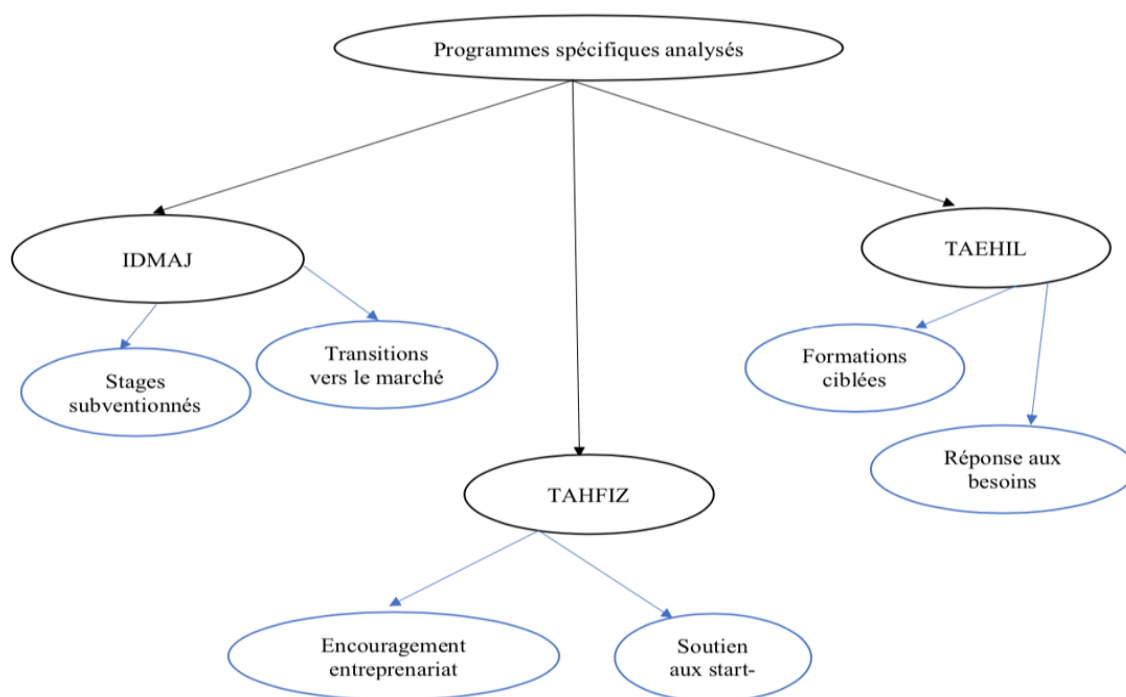 Programmes spécifiques analysés
IDMAJ
TAEHIL
Stages
subventionnés
Transitions
vers le marché
Formations
ciblées
Réponse aux
besoins
TAHFIZ
Encouragement
entreprenariat
Soutien
aux start-